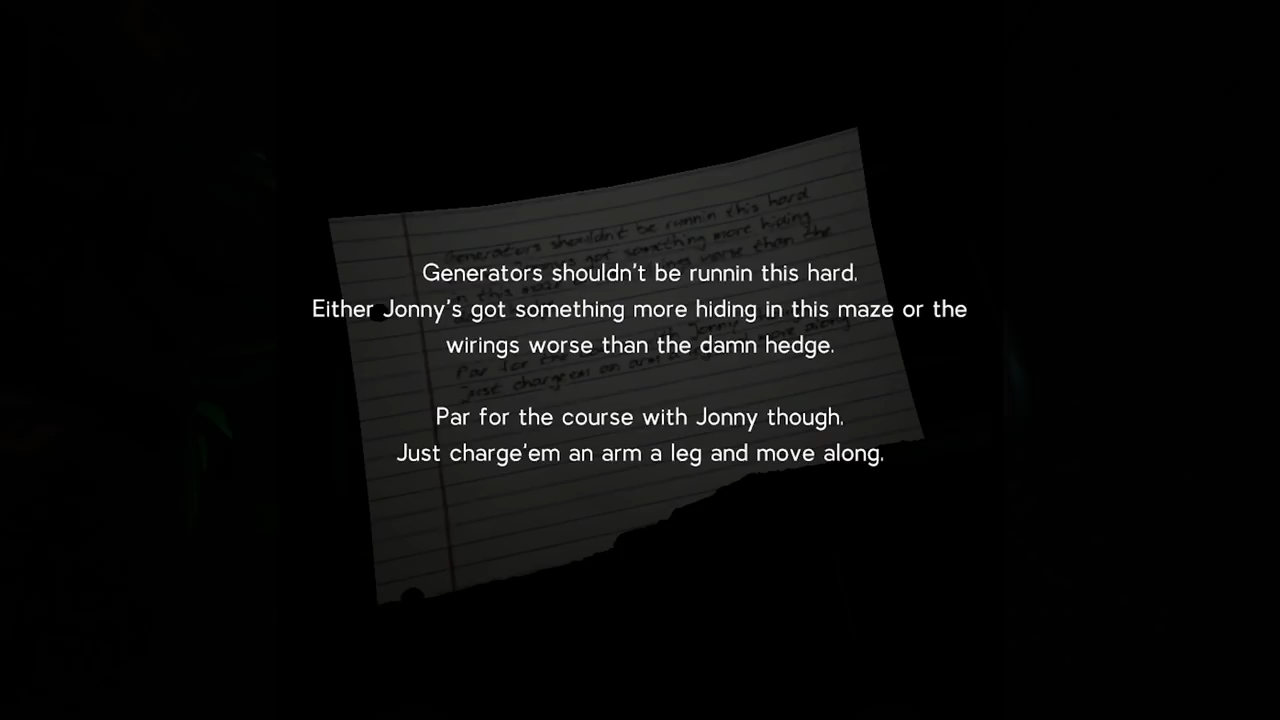 Generators shouldn't be runnin this hard.
Either Jonny's got something more hiding in this maze or the
wirings worse than the damn hedge.
Par for the course with Jonny though.
Just charge'em an arm a leg and move along.